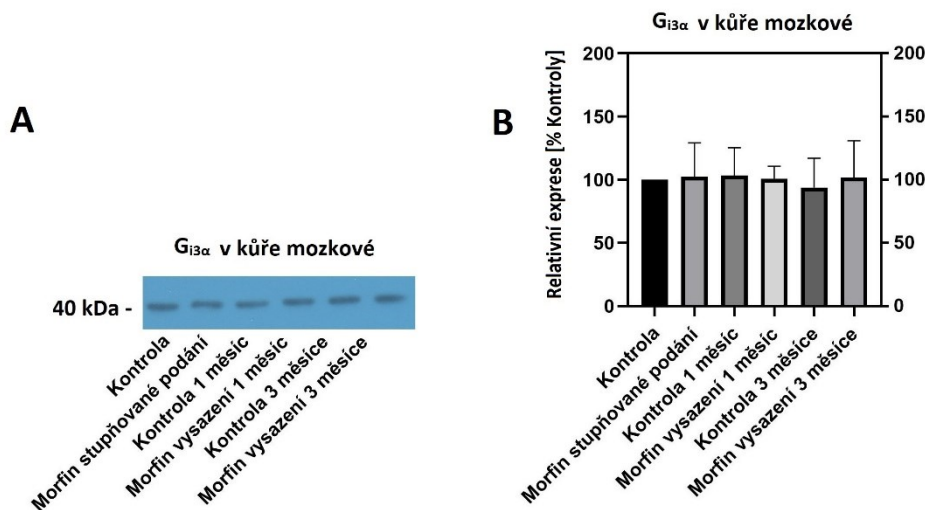 A
Gi3α v kůře mozkové
40 kDa -
Kontrola
Morfin stupňované podání
Kontrola 1 měsíc
Morfin vysazení 1 měsíc
Kontrola 3 měsíce
Morfin vysazení 3 měsíce
B
Gi3α v kůře mozkové
Relativní exprese [% Kontroly]
200
150
100
50
0
200
150
100
50
0
Kontrola
Morfin stupňované podání
Kontrola 1 měsíc
Morfin vysazení 1 měsíc
Kontrola 3 měsíce
Morfin vysazení 3 měsíce